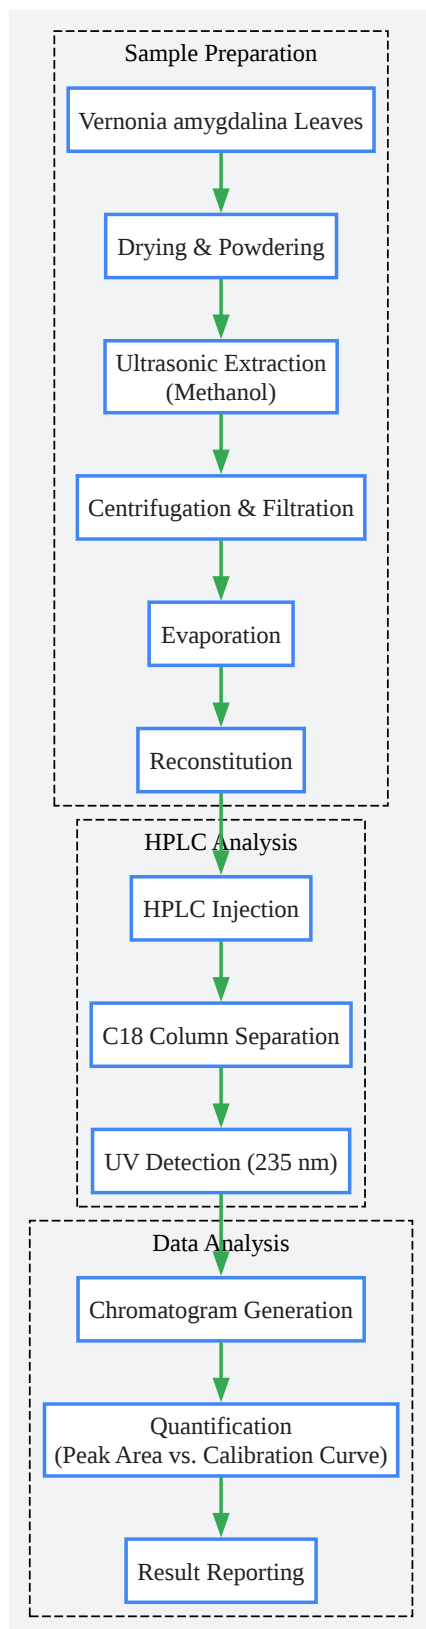 Sample Preparation
Vernonia amygdalina Leaves
Drying & Powdering
Ultrasonic Extraction
(Methanol)
Centrifugation & Filtration
Evaporation
Reconstitution
HPLC Analysis
HPLC Injection
C18 Column Separation
UV Detection (235 nm)
Data Analysis
Chromatogram Generation
Quantification
(Peak Area vs. Calibration Curve)
Result Reporting